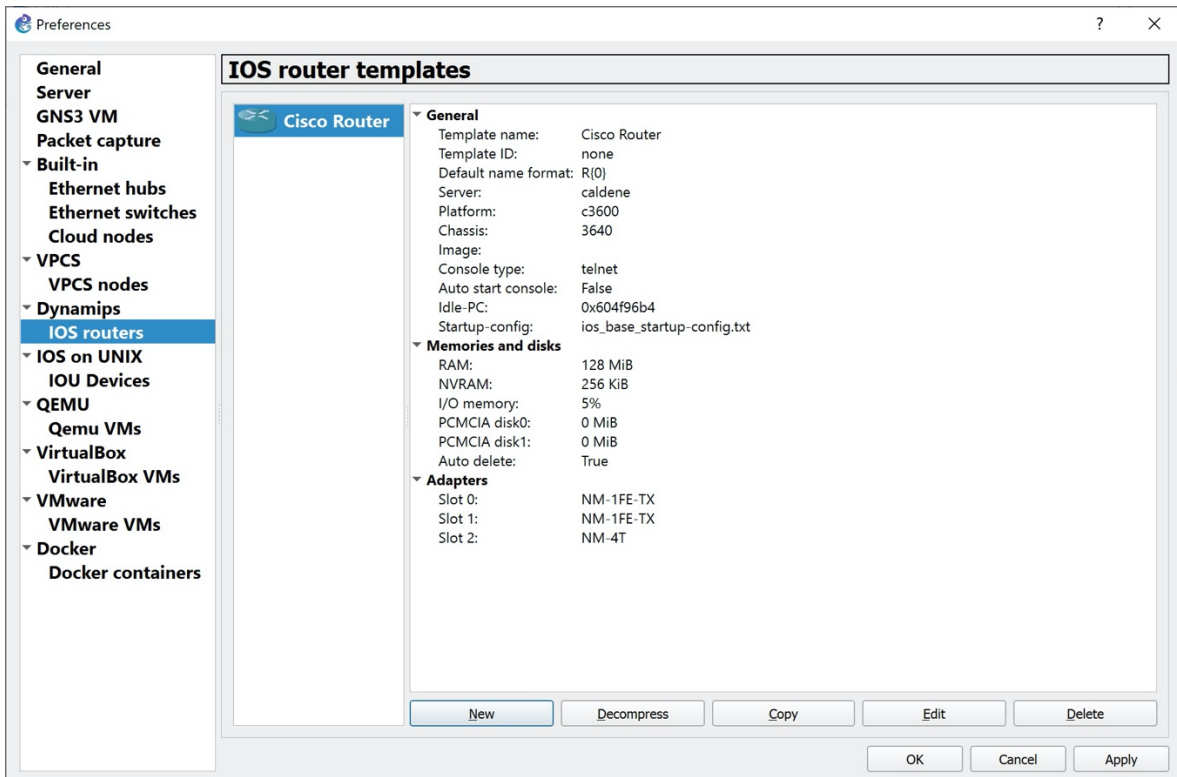 Preferences
?
General
Server
GNS3 VM
Packet capture
Built-in
Ethernet hubs
Ethernet switches
Cloud nodes
VPCS
VPCS nodes
Dynamips
IOS routers
IOS on UNIX
IOU Devices
QEMU
Qemu VMs
VirtualBox
VirtualBox VMs
VMware
VMware VMs
Docker
Docker containers
IOS router templates
Cisco Router
General
Template name: Cisco Router
Template ID: none
Default name format: R{0}
Server: caldene
Platform: c3600
Chassis: 3640
Image:
Console type: telnet
Auto start console: False
Idle-PC: 0x604f96b4
Startup-config: ios_base_startup-config.txt
Memories and disks
RAM: 128 MiB
NVRAM: 256 KiB
I/O memory: 5%
PCMCIA disk0: 0 MiB
PCMCIA disk1: 0 MiB
Auto delete: True
Adapters
Slot 0: NM-1FE-TX
Slot 1: NM-1FE-TX
Slot 2: NM-4T
New Decompress Copy Edit Delete
OK Cancel Apply